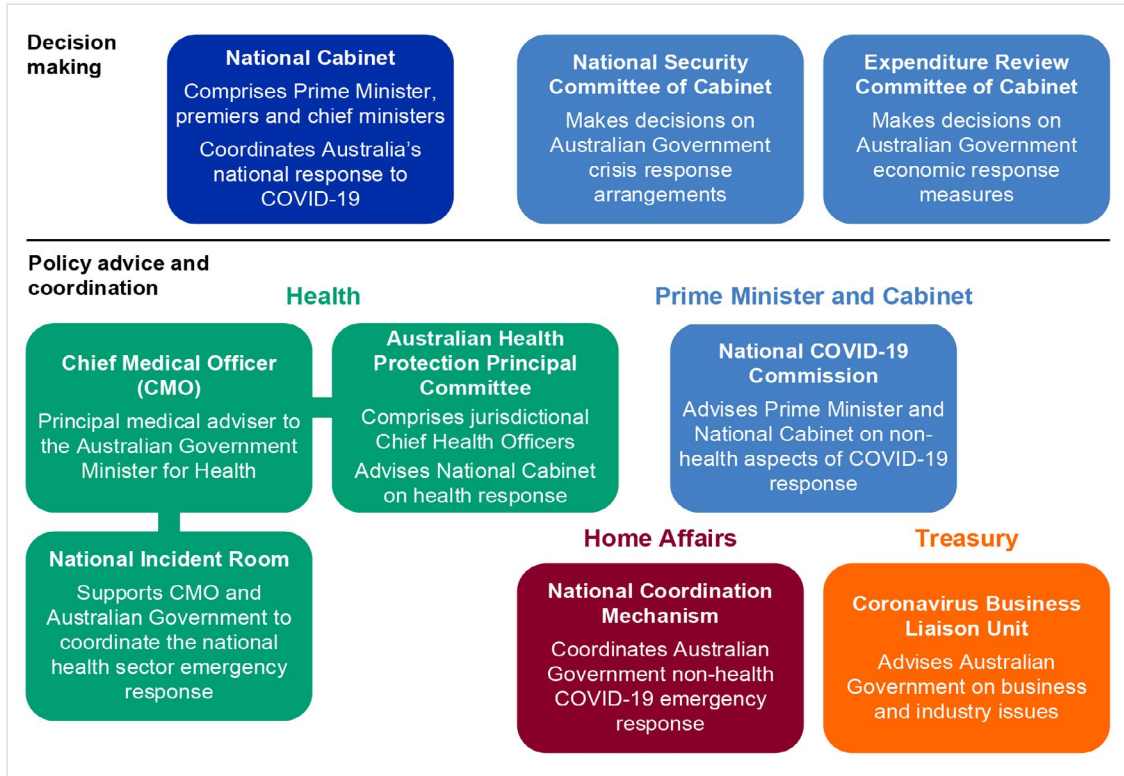 Decision
making
National Cabinet
Comprises Prime Minister,
premiers and chief ministers
Coordinates Australia's
national response to
COVID-19
National Security
Committee of Cabinet
Makes decisions on
Australian Government
crisis response
arrangements
Expenditure Review
Committee of Cabinet
Makes decisions on
Australian Government
economic response
measures
Policy advice and
coordination
Health
Chief Medical Officer
(CMO)
Principal medical adviser to
the Australian Government
Minister for Health
Australian Health
Protection Principal
Committee
Comprises jurisdictional
Chief Health Officers
Advises National Cabinet
on health response
National Incident Room
Supports CMO and
Australian Government to
coordinate the national
health sector emergency
response
Prime Minister and Cabinet
National COVID-19
Commission
Advises Prime Minister and
National Cabinet on non-
health aspects of COVID-19
response
Home Affairs
National Coordination
Mechanism
Coordinates Australian
Government non-health
COVID-19 emergency
response
Treasury
Coronavirus Business
Liaison Unit
Advises Australian
Government on business
and industry issues